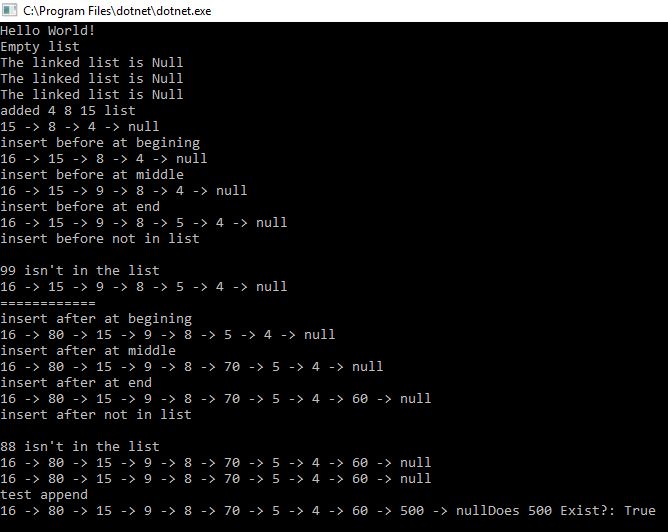 C:\Program Files\dotnet\dotnet.exe
Hello World!
Empty list
The linked list is Null
The linked list is Null
The linked list is Null
added 4 8 15 list
15 -> 8 -> 4 -> null
insert before at begining
16 -> 15 -> 8 -> 4 -> null
insert before at middle
16 -> 15 -> 9 -> 8 -> 4 -> null
insert before at end
16 -> 15 -> 9 -> 8 -> 5 -> 4 -> null
insert before not in list
99 isn't in the list
16 -> 15 -> 9 -> 8 -> 5 -> 4 -> null
============
insert after at begining
16 -> 80 -> 15 -> 9 -> 8 -> 5 -> 4 -> null
insert after at middle
16 -> 80 -> 15 -> 9 -> 8 -> 70 -> 5 -> 4 -> null
insert after at end
16 -> 80 -> 15 -> 9 -> 8 -> 70 -> 5 -> 4 -> 60 -> null
insert after not in list
88 isn't in the list
16 -> 80 -> 15 -> 9 -> 8 -> 70 -> 5 -> 4 -> 60 -> null
16 -> 80 -> 15 -> 9 -> 8 -> 70 -> 5 -> 4 -> 60 -> null
test append
16 -> 80 -> 15 -> 9 -> 8 -> 70 -> 5 -> 4 -> 60 -> 500 -> nullDoes 500 Exist?: True